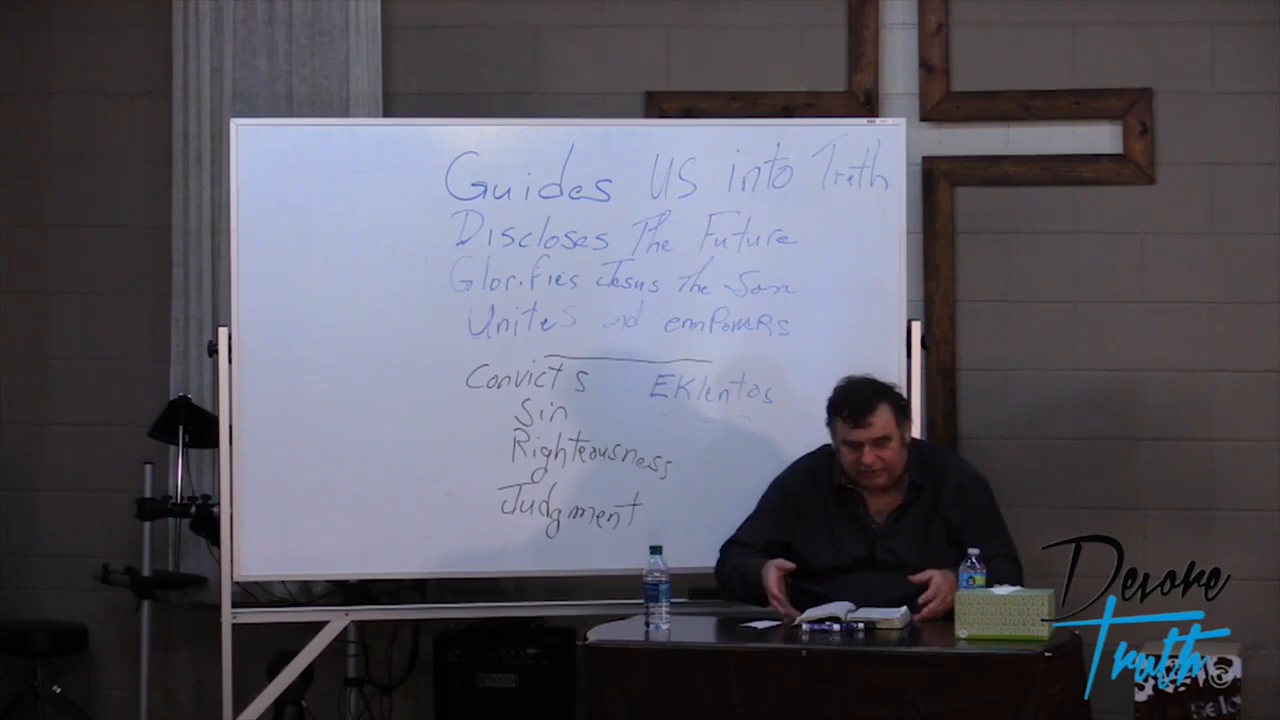 Guides us into Truth
Discloses The Future
Glorifies Jesus The Son
Unites and emPowers
Convicts EKlentos
Sin
Righteousness
Judgment
Desore
Truth